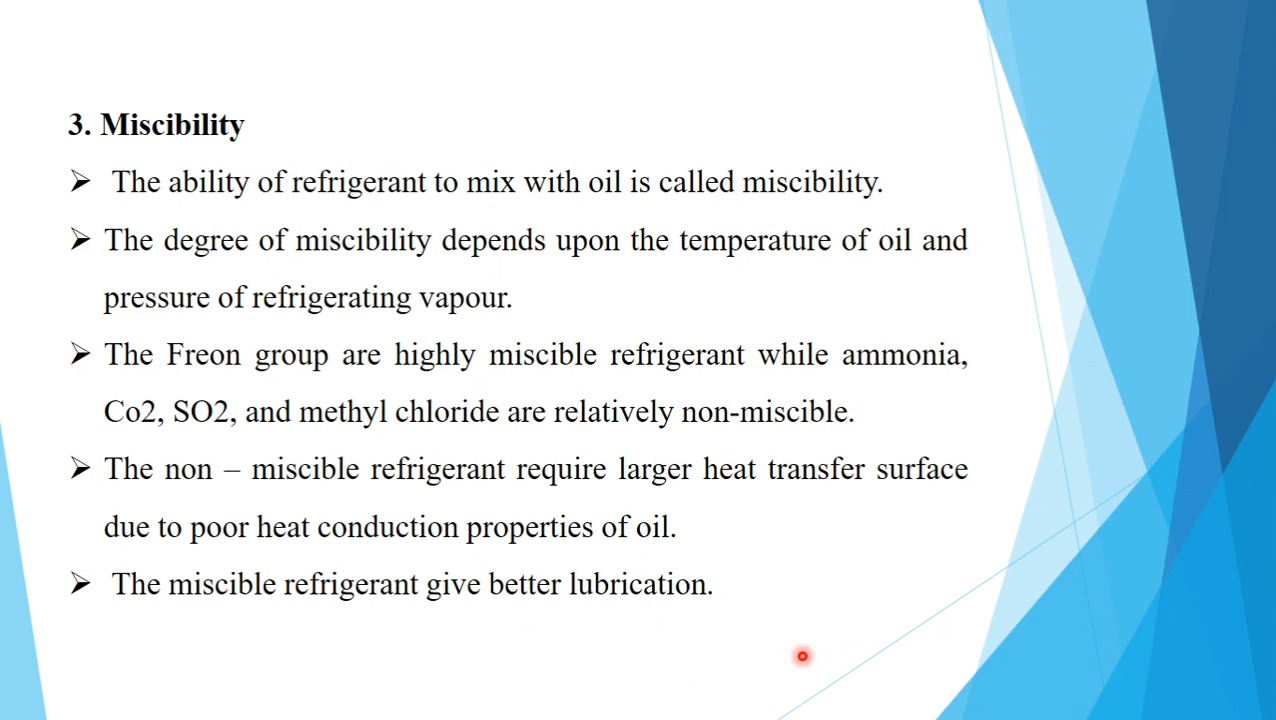 3. Miscibility
➢ The ability of refrigerant to mix with oil is called miscibility.
➢ The degree of miscibility depends upon the temperature of oil and
pressure of refrigerating vapour.
➢ The Freon group are highly miscible refrigerant while ammonia,
Co2, SO2, and methyl chloride are relatively non-miscible.
➢ The non – miscible refrigerant require larger heat transfer surface
due to poor heat conduction properties of oil.
➢ The miscible refrigerant give better lubrication.